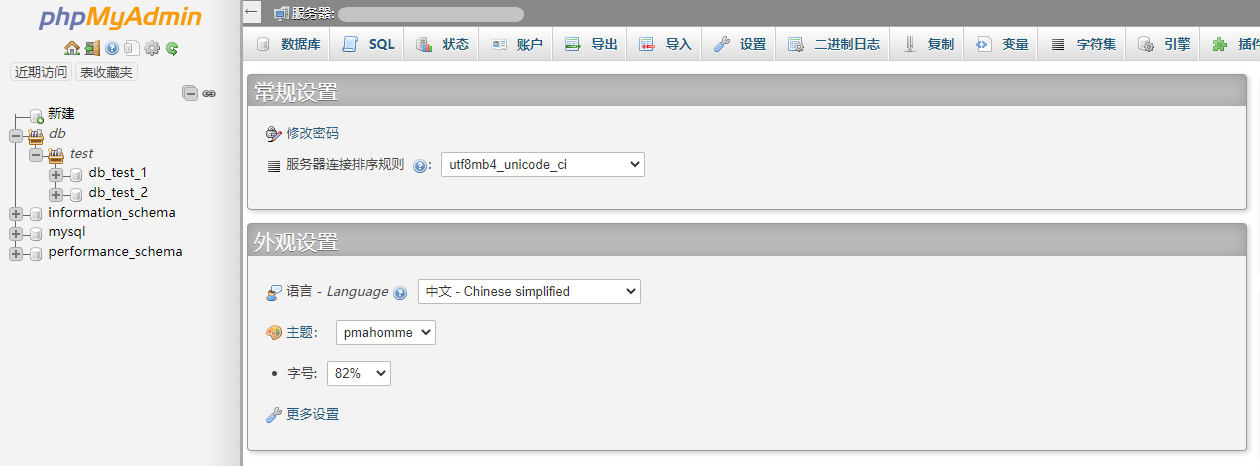 phpMyAdmin
近期访问 表收藏夹
新建
db
test
db_test_1
db_test_2
information_schema
mysql
performance_schema
服务器:
数据库 SQL 状态 账户 导出 导入 设置 二进制日志 复制 变量 字符集 引擎 插件
常规设置
修改密码
服务器连接排序规则 : utf8mb4_unicode_ci
外观设置
语言 - Language 中文 - Chinese simplified
主题: pmahomme
字号: 82%
更多设置